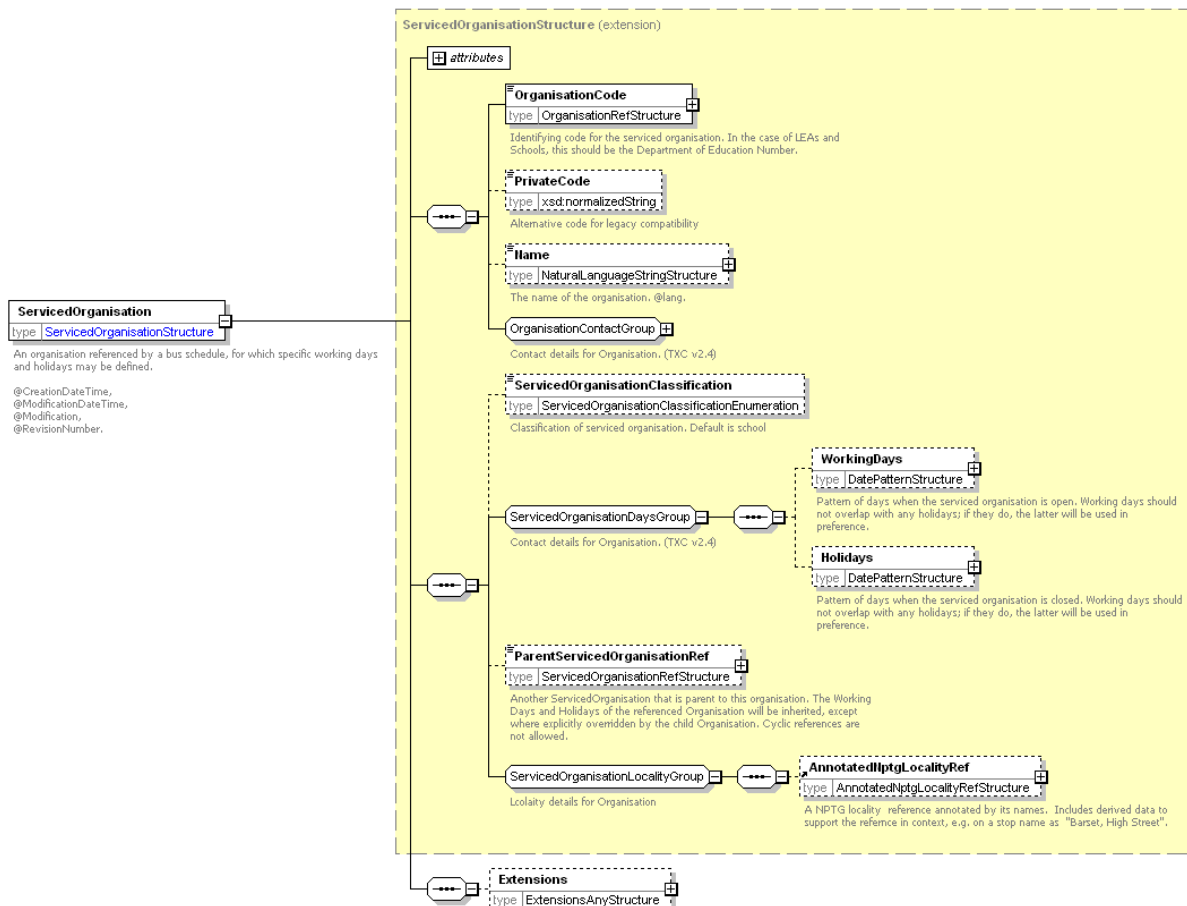 ServicedOrganisationStructure (extension)
attributes
OrganisationCode
type OrganisationRefStructure
Identifying code for the serviced organisation. In the case of LEAs and
Schools, this should be the Department of Education Number.
PrivateCode
type xsd:normalizedString
Alternative code for legacy compatibility
Name
type NaturalLanguageStringStructure
The name of the organisation. @lang.
ServicedOrganisation
type ServicedOrganisationStructure
An organisation referenced by a bus schedule, for which specific working days
and holidays may be defined.
@CreationDateTime,
@ModificationDateTime,
@Modification,
@RevisionNumber.
OrganisationContactGroup
Contact details for Organisation. (TXC v2.4)
ServicedOrganisationClassification
type ServicedOrganisationClassificationEnumeration
Classification of serviced organisation. Default is school
ServicedOrganisationDaysGroup
Contact details for Organisation. (TXC v2.4)
WorkingDays
type DatePatternStructure
Pattern of days when the serviced organisation is open. Working days should
not overlap with any holidays; if they do, the latter will be used in
preference.
Holidays
type DatePatternStructure
Pattern of days when the serviced organisation is closed. Working days should
not overlap with any holidays; if they do, the latter will be used in
preference.
ParentServicedOrganisationRef
type ServicedOrganisationRefStructure
Another ServicedOrganisation that is parent to this organisation. The Working
Days and Holidays of the referenced Organisation will be inherited, except
where explicitly overridden by the child Organisation. Cyclic references are
not allowed.
ServicedOrganisationLocalityGroup
Lcolaity details for Organisation
AnnotatedNptgLocalityRef
type AnnotatedNptgLocalityRefStructure
A NPTG locality reference annotated by its names. Includes derived data to
support the refernce in context, e.g. on a stop name as "Barset, High Street".
Extensions
type ExtensionsAnyStructure